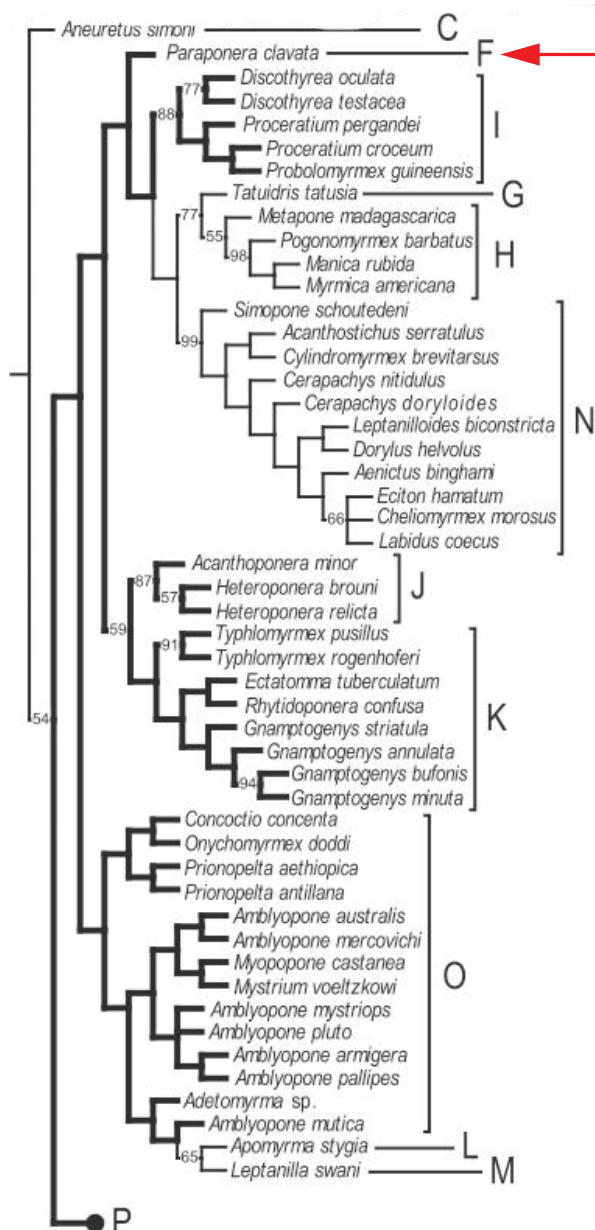 Aneuretus simoni C
Paraponera clavata F
Discothyrea oculata
77
Discothyrea testacea
88
Proceratium pergandei
I
Proceratium croceum
Probolomyrmex guineensis
Tatuidris tatusia G
77
Metapone madagascarica
55
Pogonomyrmex barbatus
98
Manica rubida
H
Myrmica americana
Simopone schoutedeni
99
Acanthostichus serratulus
Cylindromyrmex brevitarsus
Cerapachys nitidulus
Cerapachys doryloides
Leptanilloides biconstricta
N
Dorylus helvolus
Aenictus binghami
Eciton hamatum
66
Cheliomyrmex morosus
Labidus coecus
Acanthoponera minor
87
Heteroponera brouni
57
J
Heteroponera relicta
59
Typhlomyrmex pusillus
91
Typhlomyrmex rogenhoferi
Ectatomma tuberculatum
Rhytidoponera confusa
K
54
Gnamptogenys striatula
Gnamptogenys annulata
Gnamptogenys bufonis
94
Gnamptogenys minuta
Concoctio concenta
Onychomyrmex doddi
Prionopelta aethiopica
Prionopelta antillana
Amblyopone australis
Amblyopone mercovichi
Myopopone castanea
O
Mystrium voeltzkowi
Amblyopone mystriops
Amblyopone pluto
Amblyopone armigera
Amblyopone pallipes
Adetomyrma sp.
Amblyopone mutica
Apomyrma stygia L
65
Leptanilla swani M
P